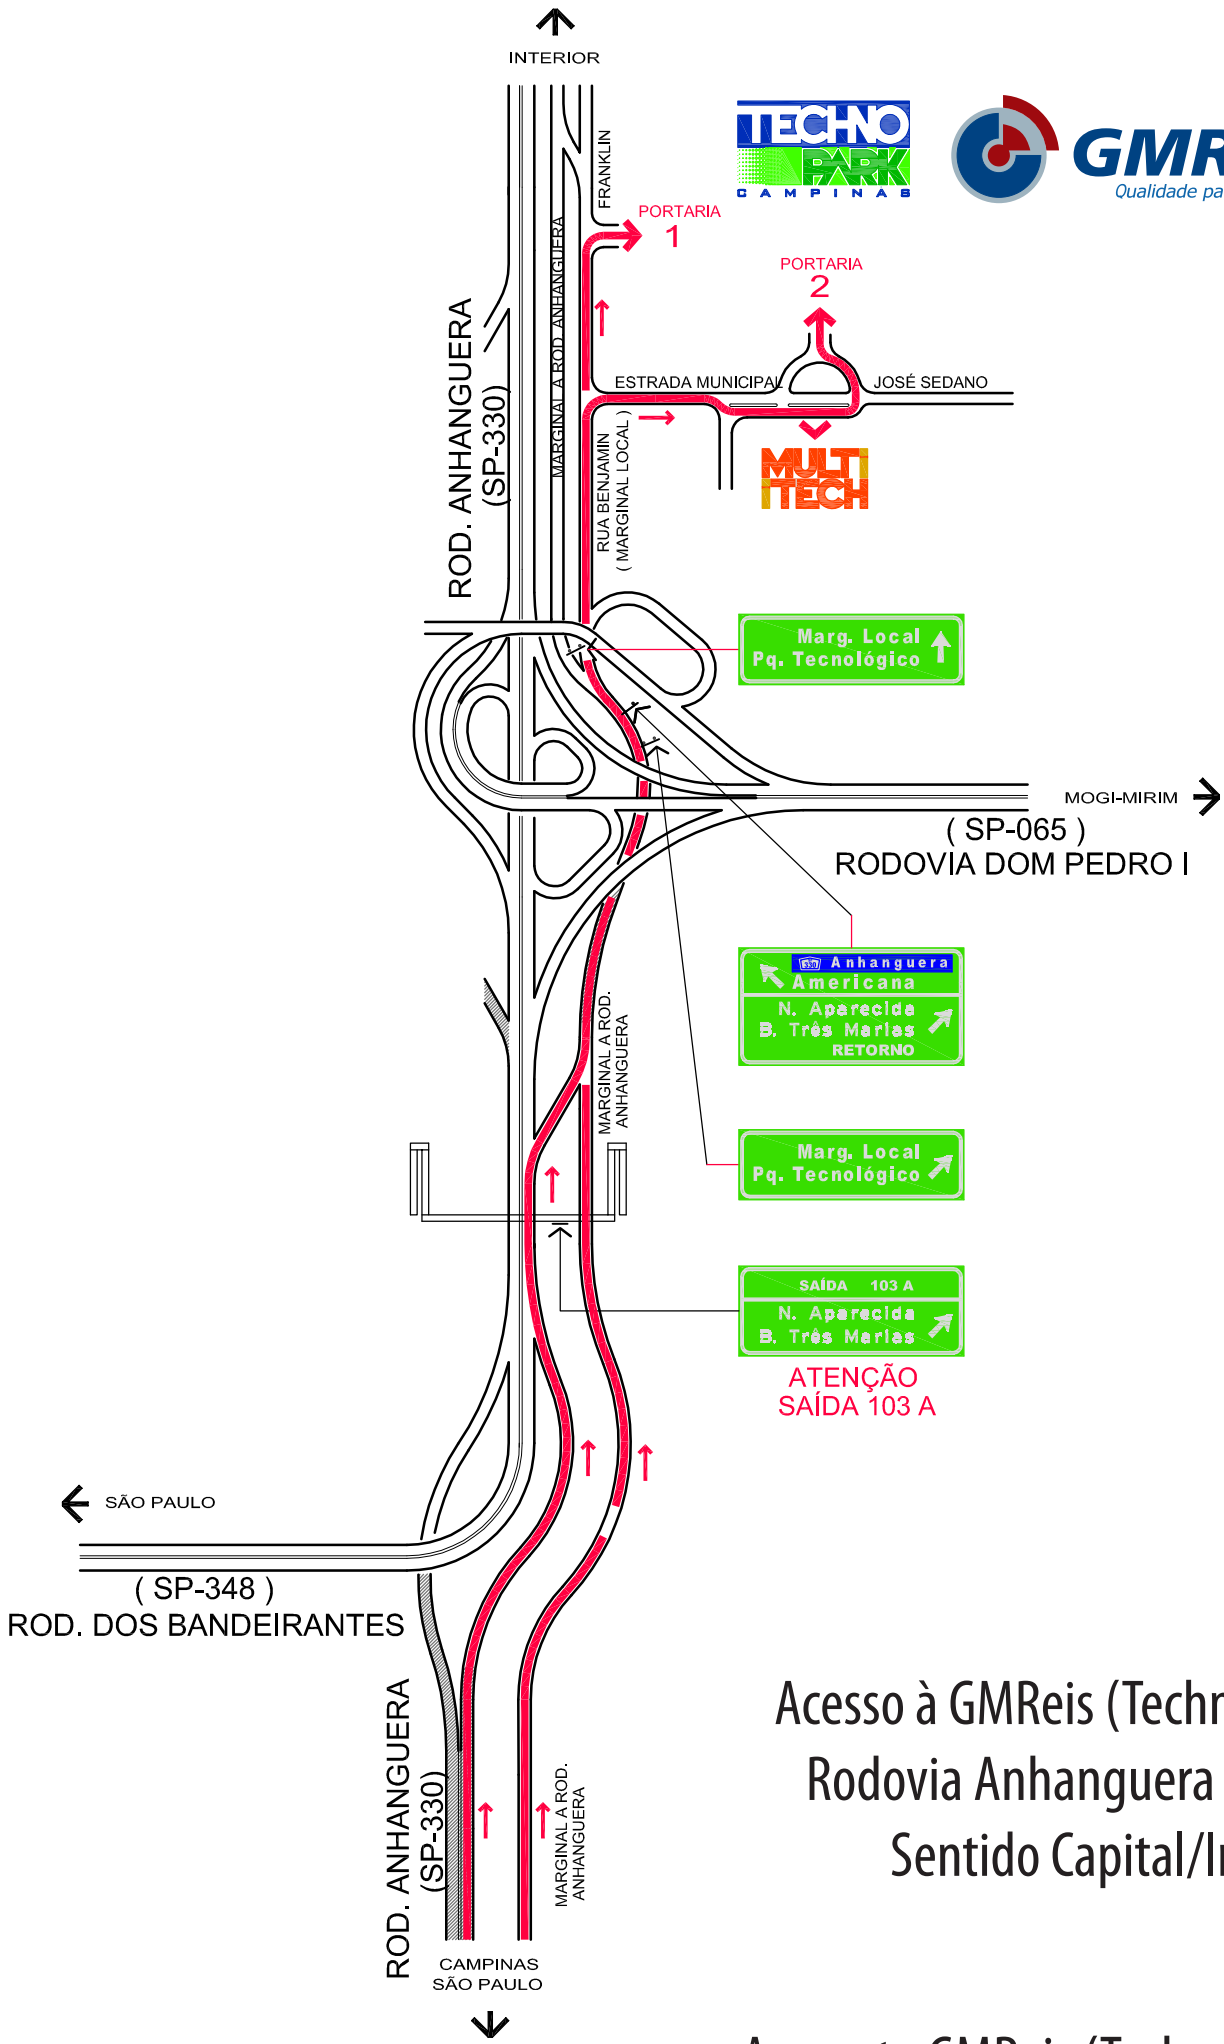 INTERIOR
TECHNO
PARK
CAMPINAS
GMR
Qualidade pa
FRANKLIN
PORTARIA
1
PORTARIA
2
MARGINAL A ROD. ANHANGUERA
ROD. ANHANGUERA
(SP-330)
ESTRADA MUNICIPAL
JOSÉ SEDANO
RUA BENJAMIN
( MARGINAL LOCAL )
MULTI
TECH
Marg. Local
Pq. Tecnológico
MOGI-MIRIM
( SP-065 )
RODOVIA DOM PEDRO I
330 Anhanguera
Americana
N. Aparecida
B. Três Marias
RETORNO
MARGINAL A ROD.
ANHANGUERA
Marg. Local
Pq. Tecnológico
SAÍDA 103 A
N. Aparecida
B. Três Marias
ATENÇÃO
SAÍDA 103 A
SÃO PAULO
( SP-348 )
ROD. DOS BANDEIRANTES
ROD. ANHANGUERA
(SP-330)
MARGINAL A ROD.
ANHANGUERA
Acesso à GMReis (Techn
Rodovia Anhanguera
Sentido Capital/I
CAMPINAS
SÃO PAULO